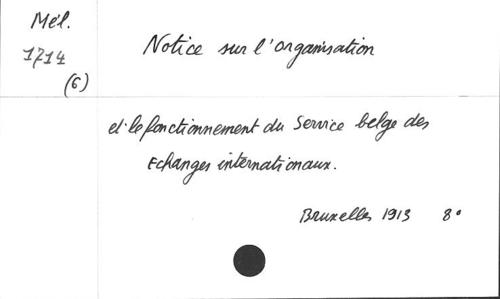 Mél.
1714
(6)
Notice sur l'organisation
et le fonctionnement du Service belge des
Echanges internationaux.
Bruxelles 1913 8°